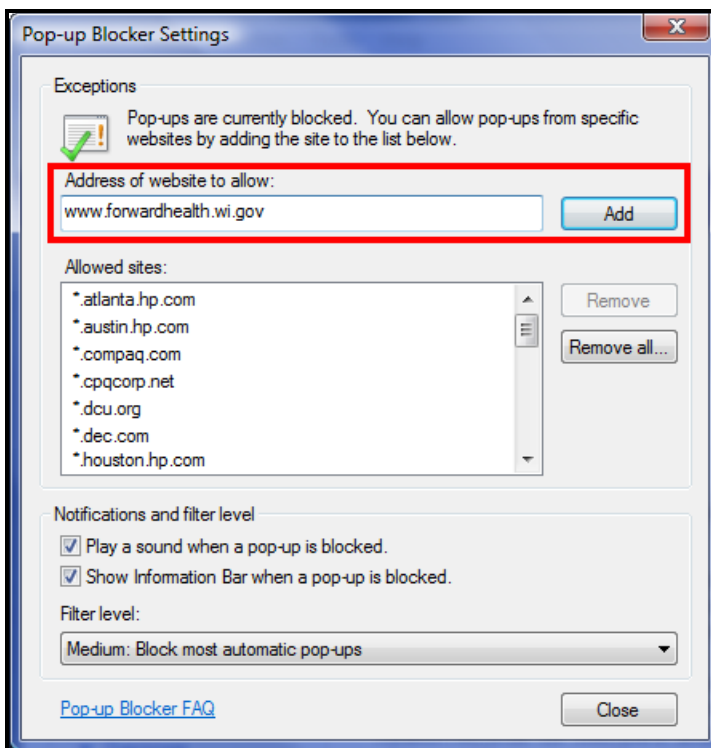 Pop-up Blocker Settings
Exceptions
Pop-ups are currently blocked. You can allow pop-ups from specific
websites by adding the site to the list below.
Address of website to allow:
www.forwardhealth.wi.gov
Add
Allowed sites:
*.atlanta.hp.com
*.austin.hp.com
*.compaq.com
*.cpqcorp.net
*.dcu.org
*.dec.com
*.houston.hp.com
Remove
Remove all...
Notifications and filter level
Play a sound when a pop-up is blocked.
Show Information Bar when a pop-up is blocked.
Filter level:
Medium: Block most automatic pop-ups
Pop-up Blocker FAQ
Close